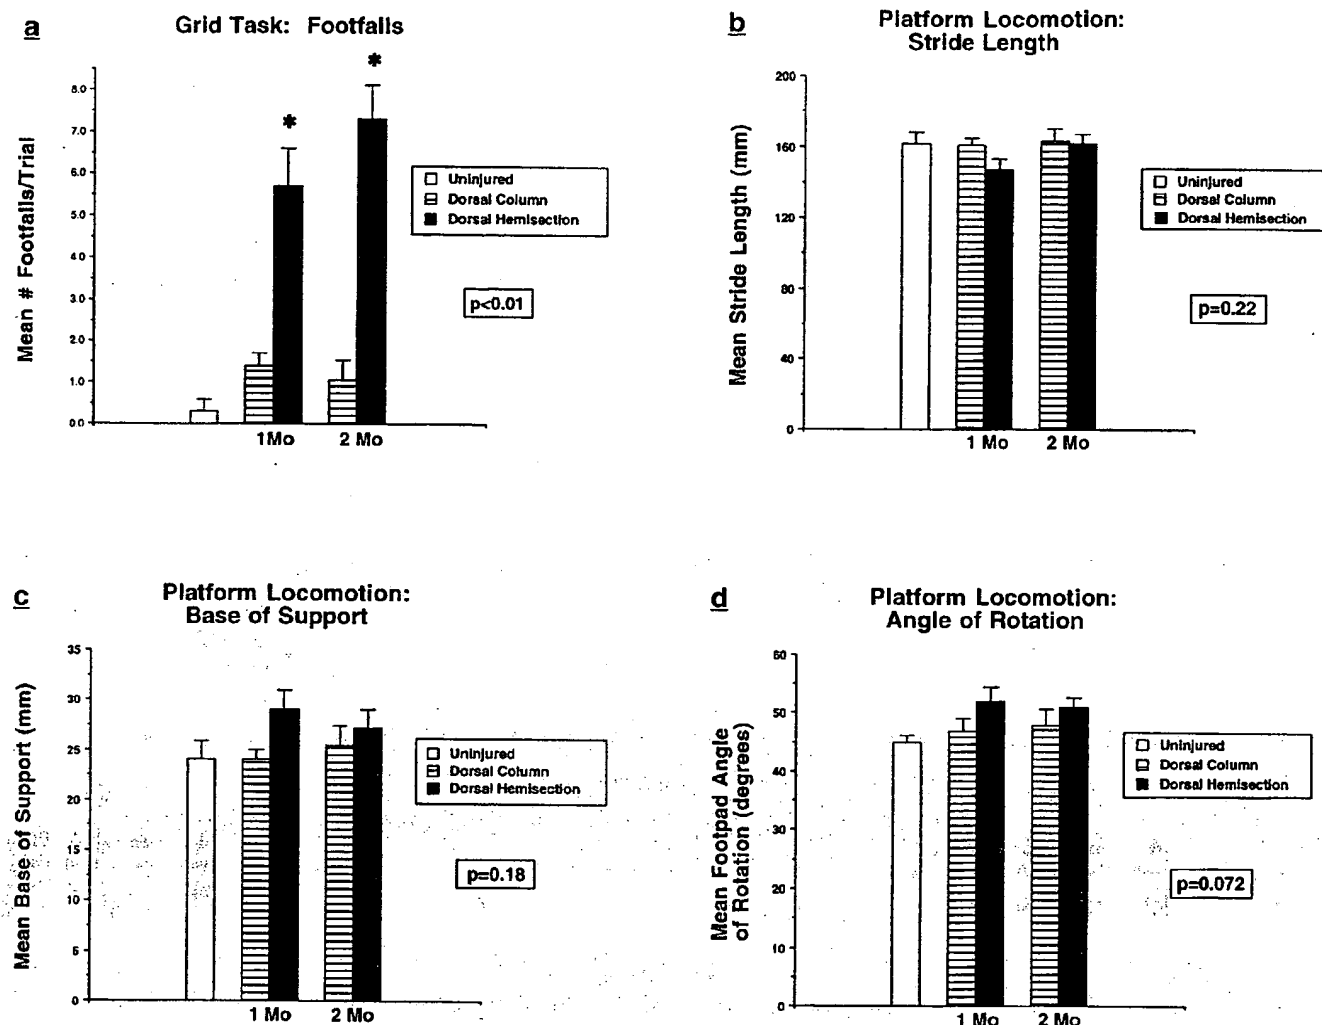 a
Grid Task: Footfalls
Mean # Footfalls/Trial
8.0
7.0
6.0
5.0
4.0
3.0
2.0
1.0
0.0
*
*
1Mo
2 Mo
Uninjured
Dorsal Column
Dorsal Hemisection
p<0.01
b
Platform Locomotion:
Stride Length
Mean Stride Length (mm)
200
160
120
80
40
0
1 Mo
2 Mo
Uninjured
Dorsal Column
Dorsal Hemisection
p=0.22
c
Platform Locomotion:
Base of Support
Mean Base of Support (mm)
35
30
25
20
15
10
5
0
1 Mo
2 Mo
Uninjured
Dorsal Column
Dorsal Hemisection
p=0.18
d
Platform Locomotion:
Angle of Rotation
Mean Footpad Angle
of Rotation (degrees)
60
50
40
30
20
10
0
1 Mo
2 Mo
Uninjured
Dorsal Column
Dorsal Hemisection
p=0.072